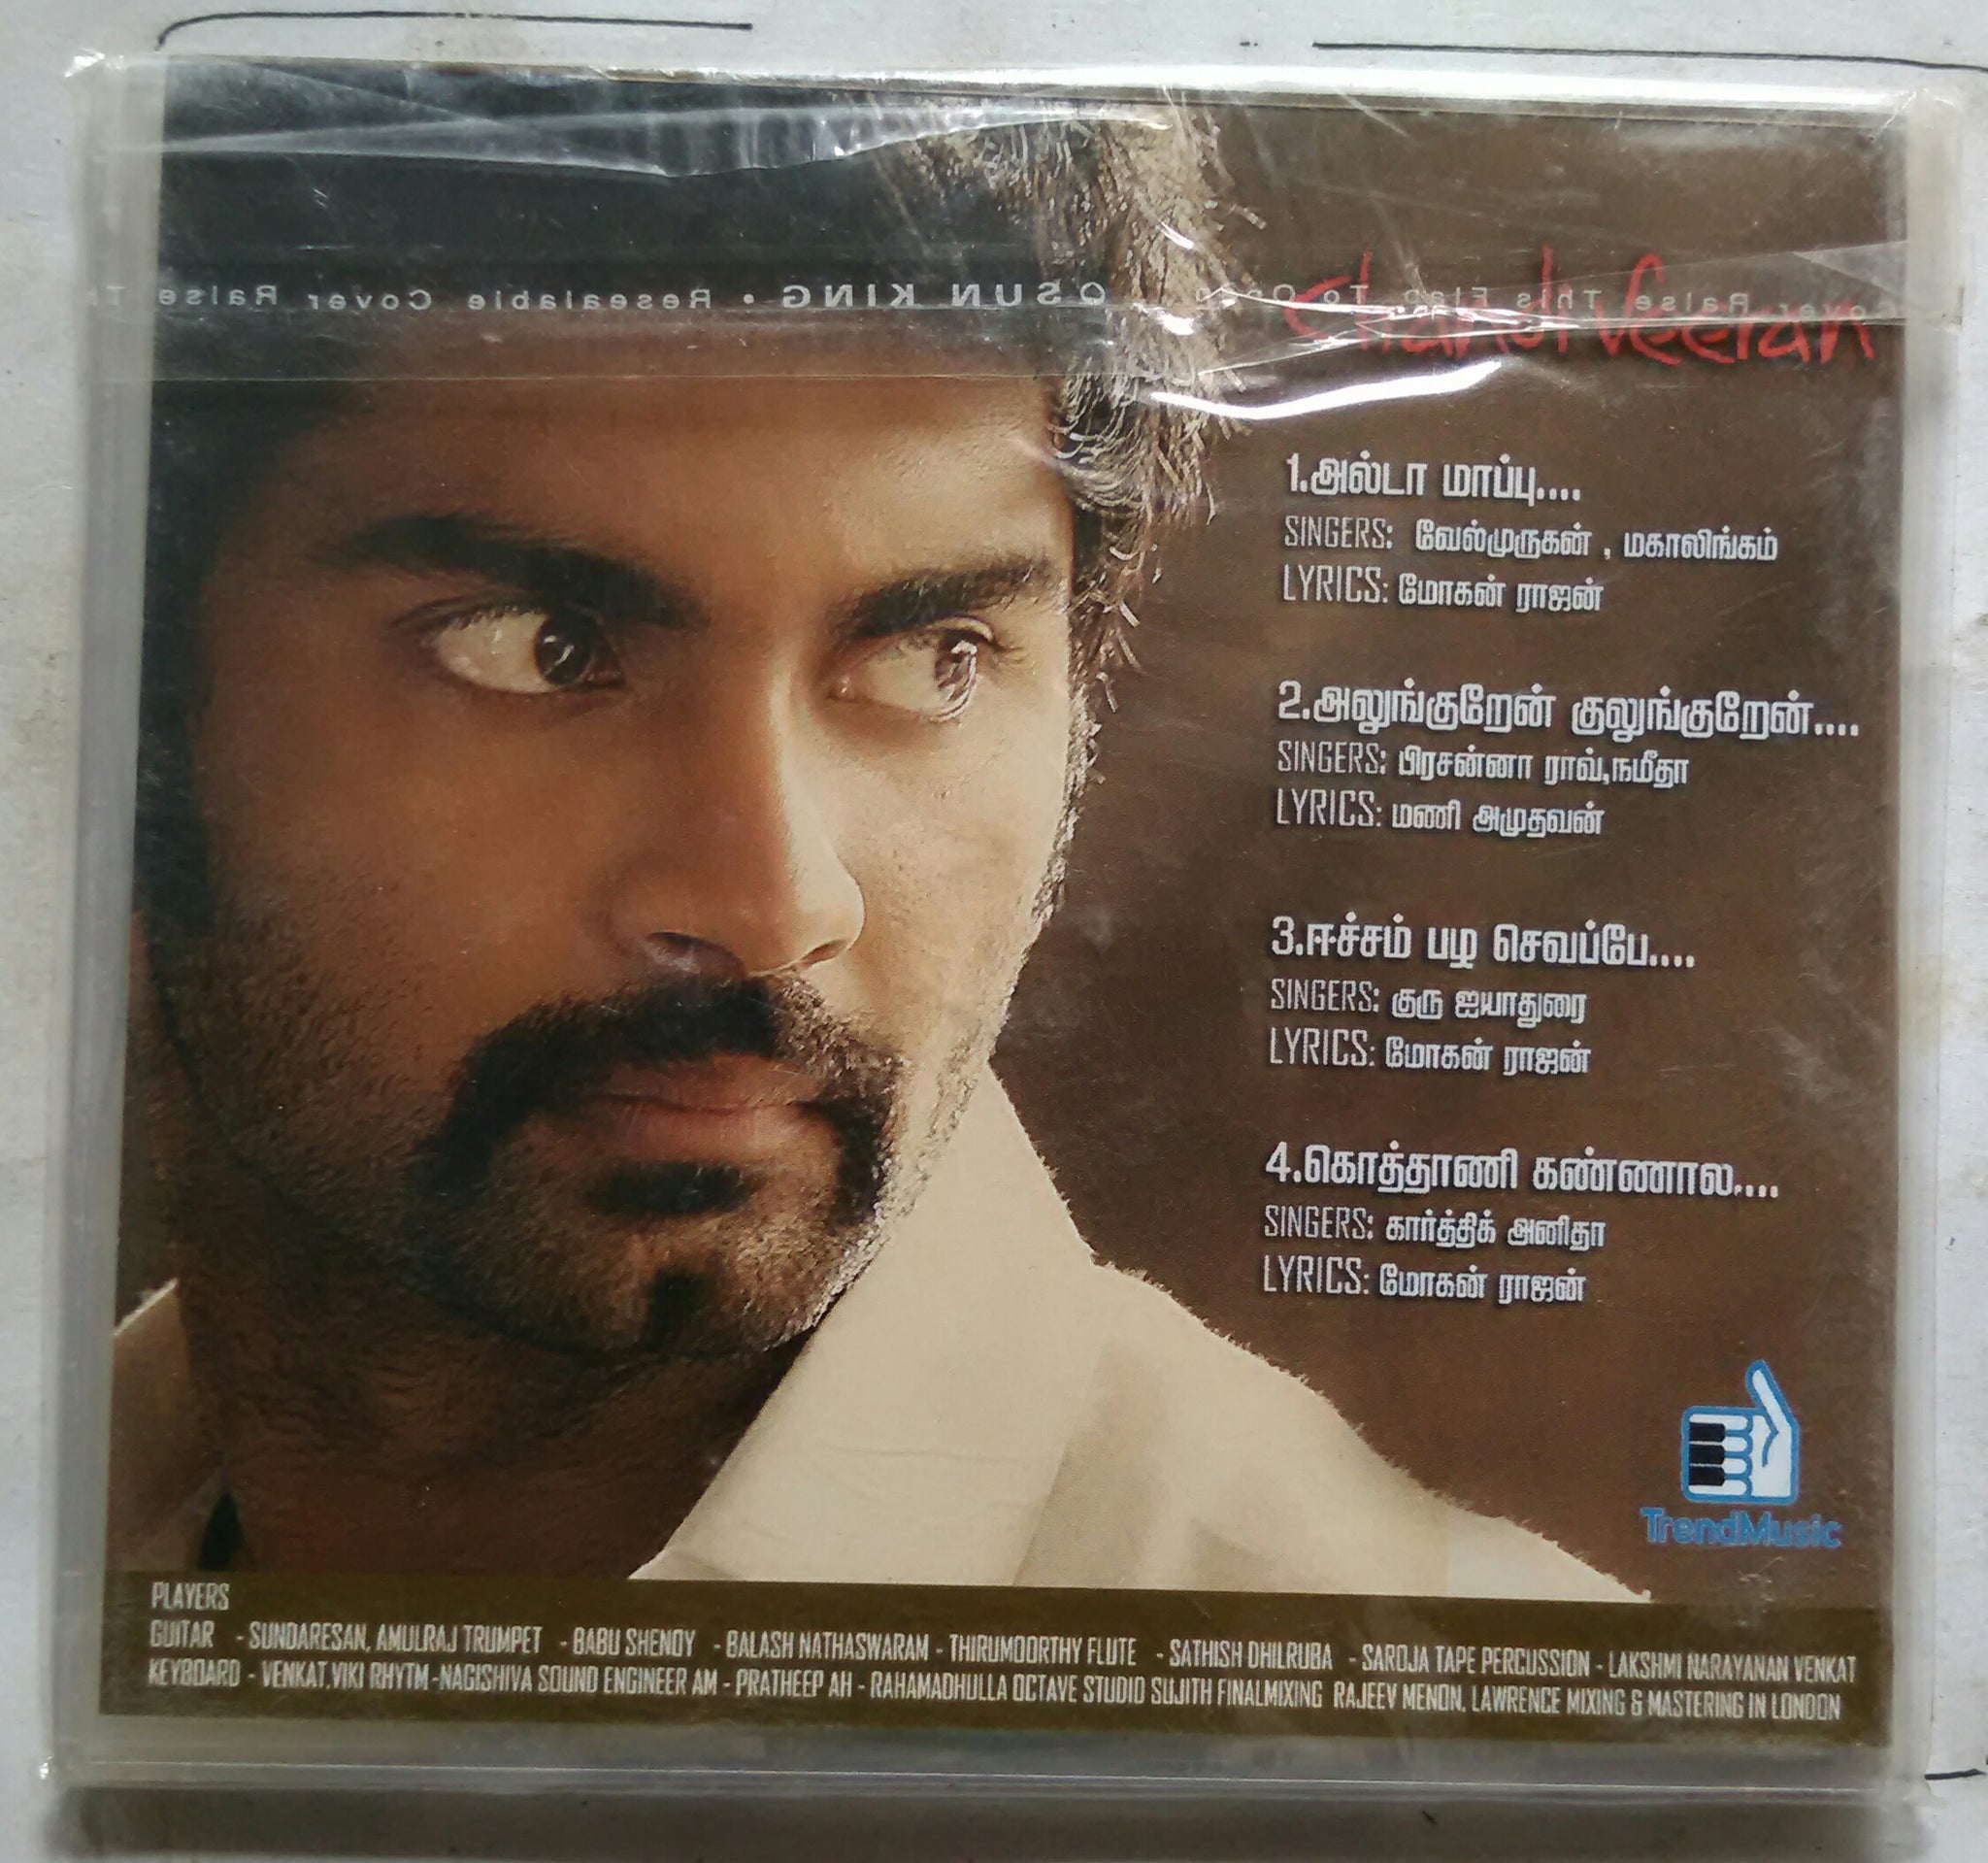 Raise This Flap To Open
OSUN KING • Resealable Cover Raise
Chandi Veeran
1.அல்டா மாப்பு....
SINGERS: வேல்முருகன் , மகாலிங்கம்
LYRICS: மோகன் ராஜன்
2.அலுங்குறேன் குலுங்குறேன்....
SINGERS: பிரசன்னா ராவ்,நமீதா
LYRICS: மணி அமுதவன்
3.ஈச்சம் பழ செவப்பே....
SINGERS: குரு ஐயாதுரை
LYRICS: மோகன் ராஜன்
4.கொத்தாணி கண்ணால....
SINGERS: கார்த்திக் அனிதா
LYRICS: மோகன் ராஜன்
TrendMusic
PLAYERS
GUITAR - SUNDARESAN, AMULRAJ TRUMPET - BABU SHENOY - BALASH NATHASWARAM - THIRUMOORTHY FLUTE - SATHISH DHILRUBA - SAROJA TAPE PERCUSSION - LAKSHMI NARAYANAN VENKAT
KEYBOARD - VENKAT.VIKI RHYTM -NAGISHIVA SOUND ENGINEER AM - PRATHEEP AH - RAHAMADHULLA OCTAVE STUDIO SUJITH FINALMIXING RAJEEV MENON, LAWRENCE MIXING & MASTERING IN LONDON